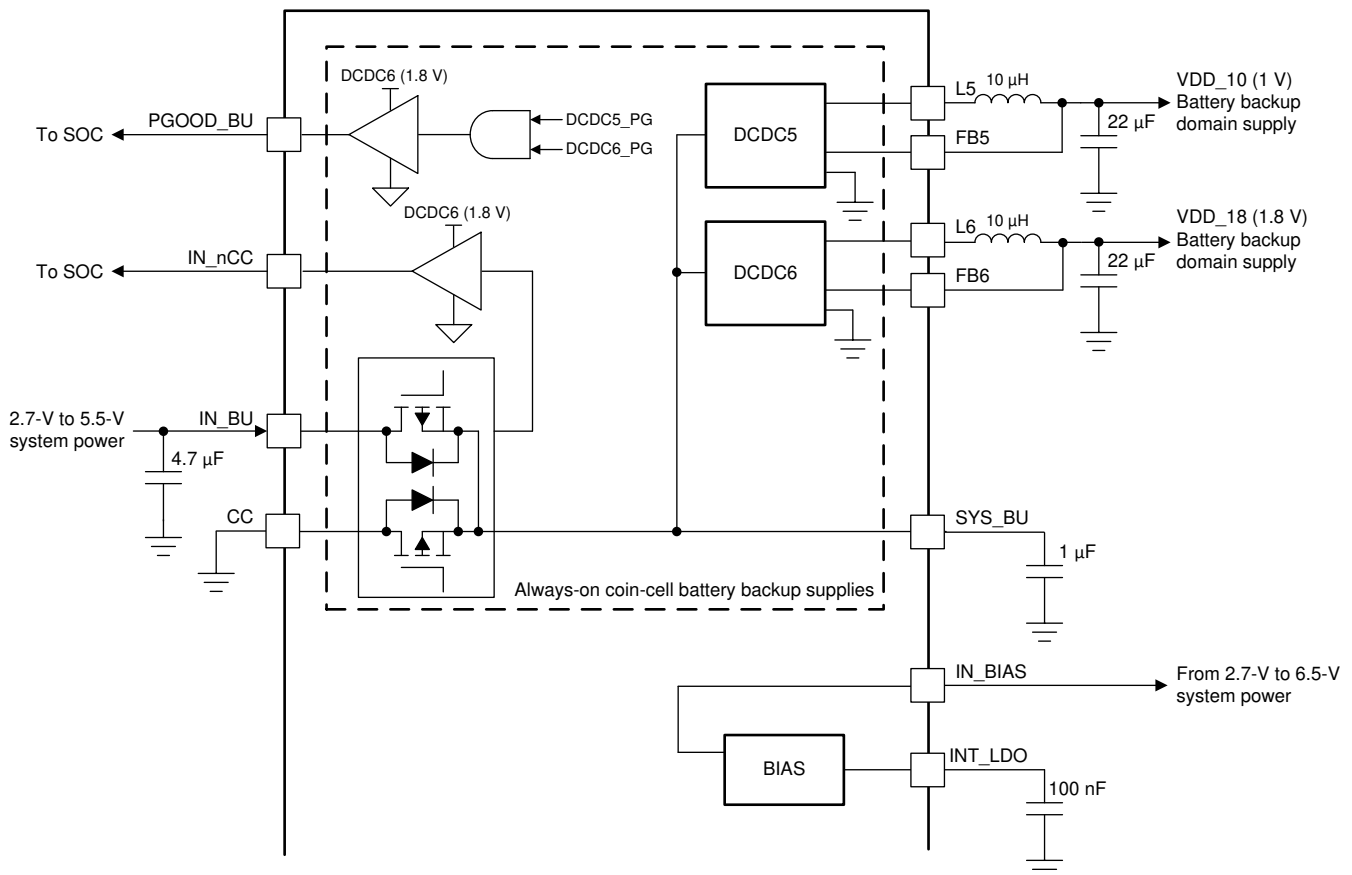 DCDC6 (1.8 V)
PGOOD_BU
To SOC
DCDC5_PG
DCDC6_PG
DCDC6 (1.8 V)
IN_nCC
To SOC
2.7-V to 5.5-V
system power
IN_BU
4.7 µF
CC
DCDC5
L5
10 µH
FB5
22 µF
VDD_10 (1 V)
Battery backup
domain supply
DCDC6
L6
10 µH
FB6
22 µF
VDD_18 (1.8 V)
Battery backup
domain supply
SYS_BU
1 µF
Always-on coin-cell battery backup supplies
IN_BIAS
From 2.7-V to 6.5-V
system power
BIAS
INT_LDO
100 nF